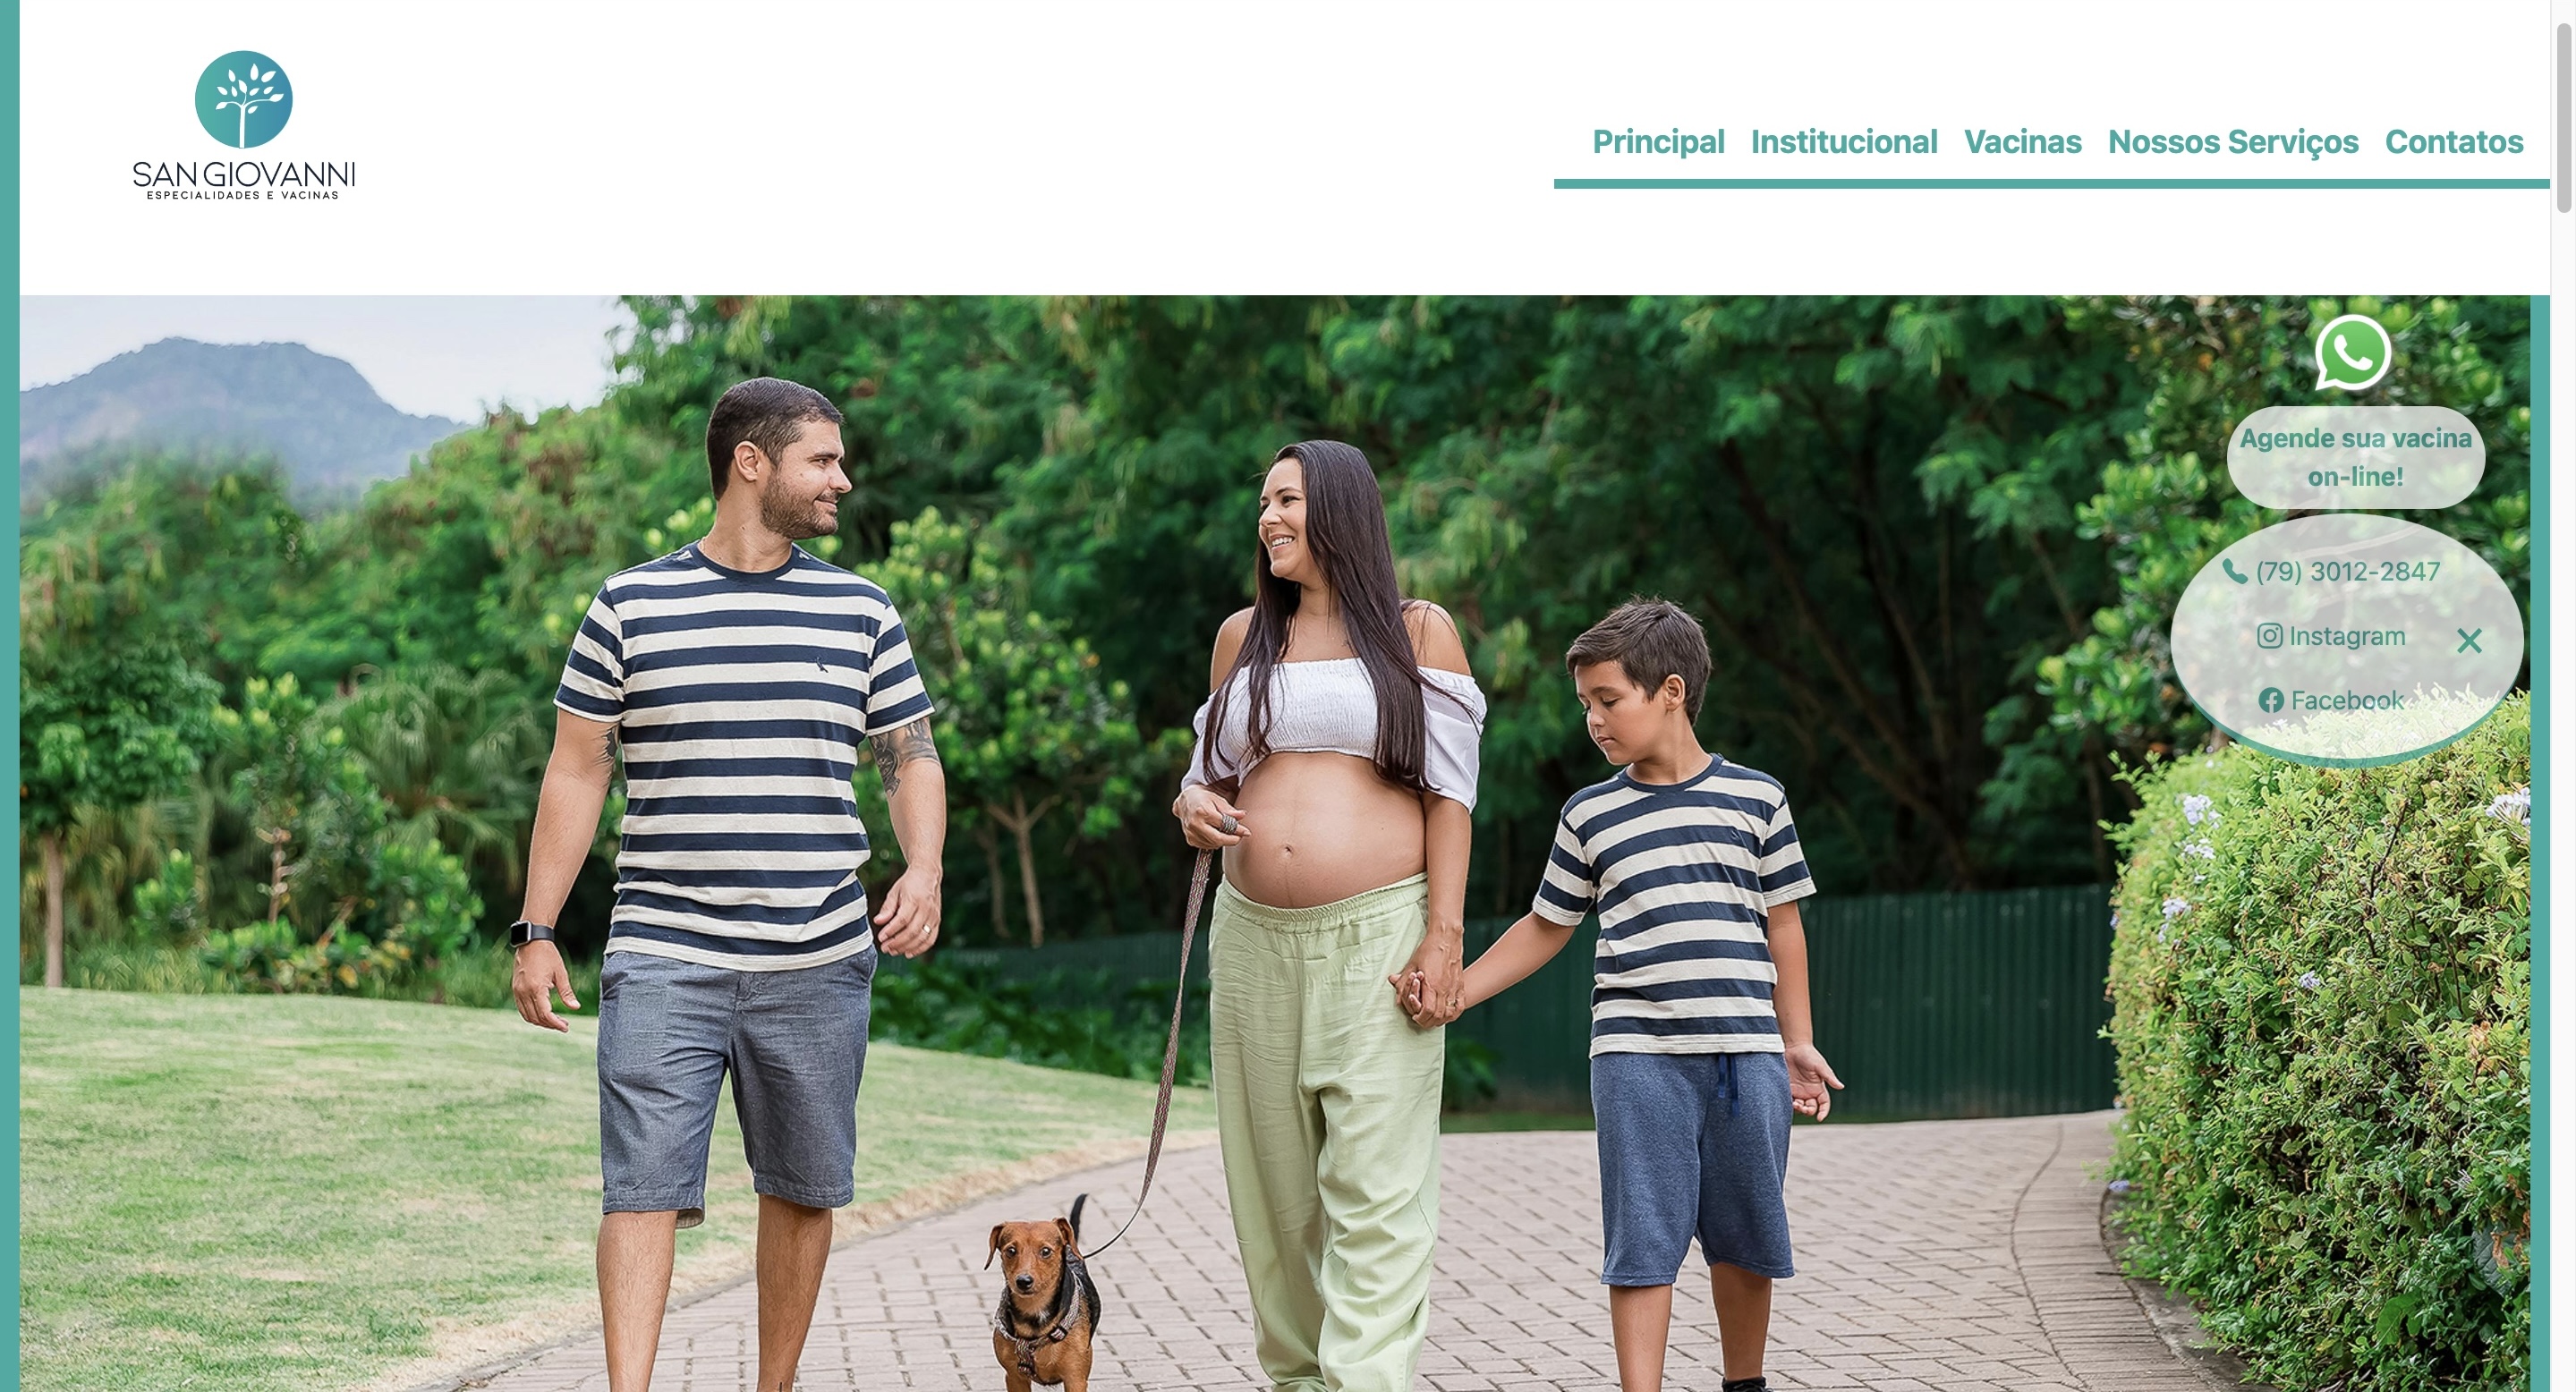 SAN GIOVANNI
ESPECIALIDADES E VACINAS
Principal Institucional Vacinas Nossos Serviços Contatos
Agende sua vacina
on-line!
(79) 3012-2847
Instagram
Facebook